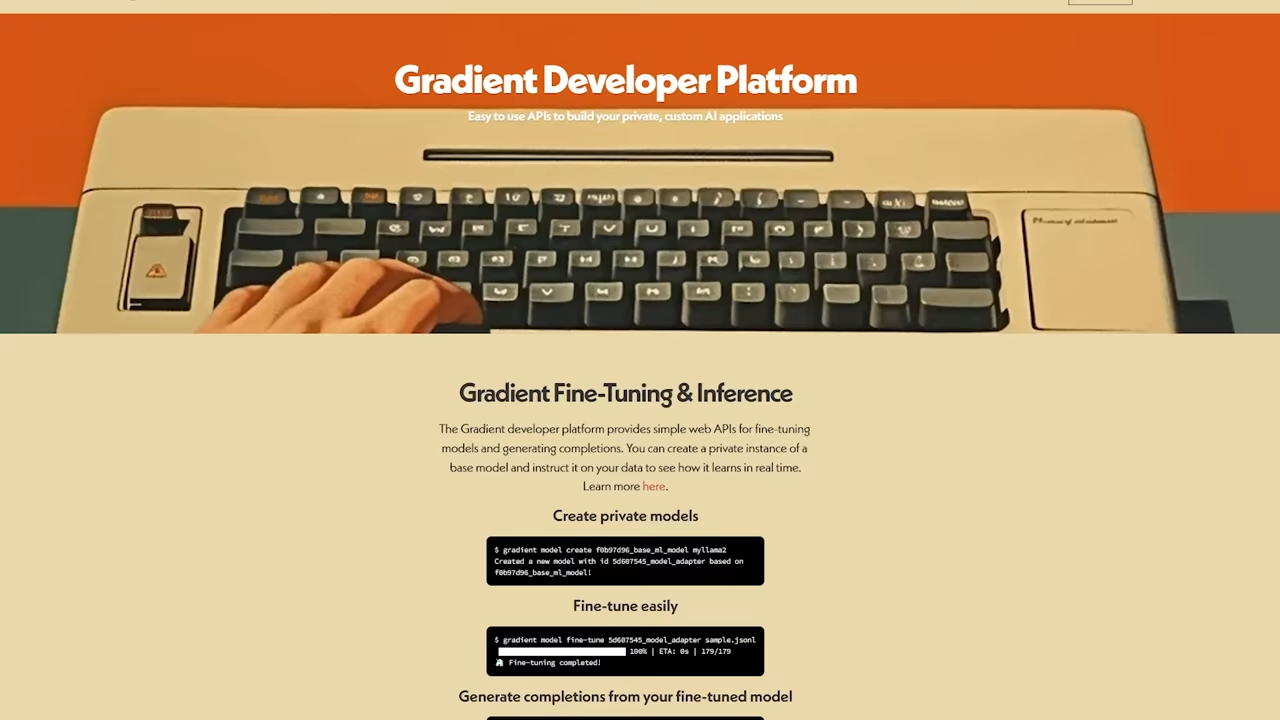 Gradient Developer Platform
Easy to use APIs to build your private, custom AI applications
Gradient Fine-Tuning & Inference
The Gradient developer platform provides simple web APIs for fine-tuning
models and generating completions. You can create a private instance of a
base model and instruct it on your data to see how it learns in real time.
Learn more here.
Create private models
$ gradient model create f0b97d96_base_ml_model myllama2
Created a new model with id 5d607545_model_adapter based on
f0b97d96_base_ml_model!
Fine-tune easily
$ gradient model fine-tune 5d607545_model_adapter sample.jsonl
100% | ETA: 0s | 179/179
Fine-tuning completed!
Generate completions from your fine-tuned model